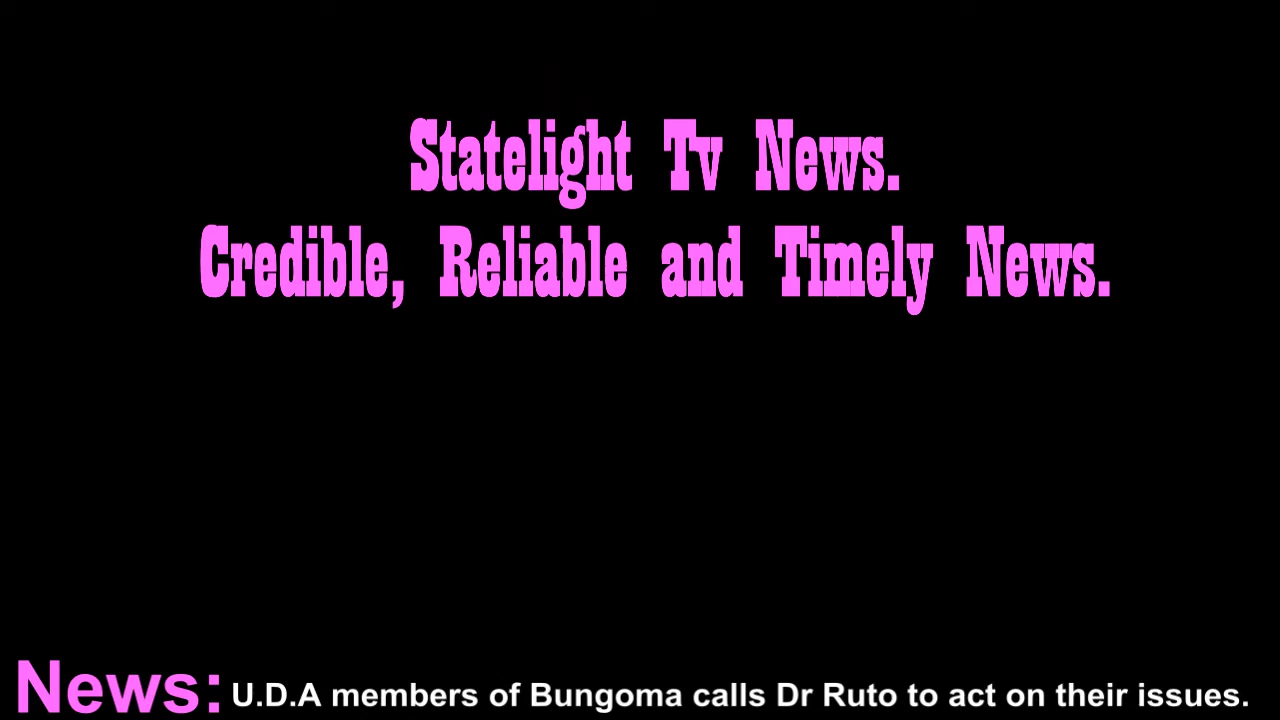 Statelight Tv News.
Credible, Reliable and Timely News.
News: U.D.A members of Bungoma calls Dr Ruto to act on their issues.